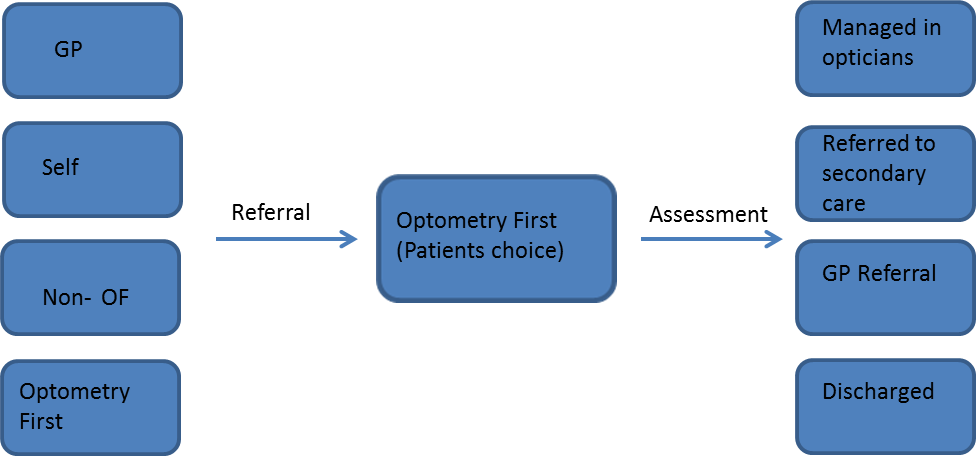 GP
Self
Non- OF
Optometry
First
Referral
Optometry First
(Patients choice)
Assessment
Managed in
opticians
Referred to
secondary
care
GP Referral
Discharged